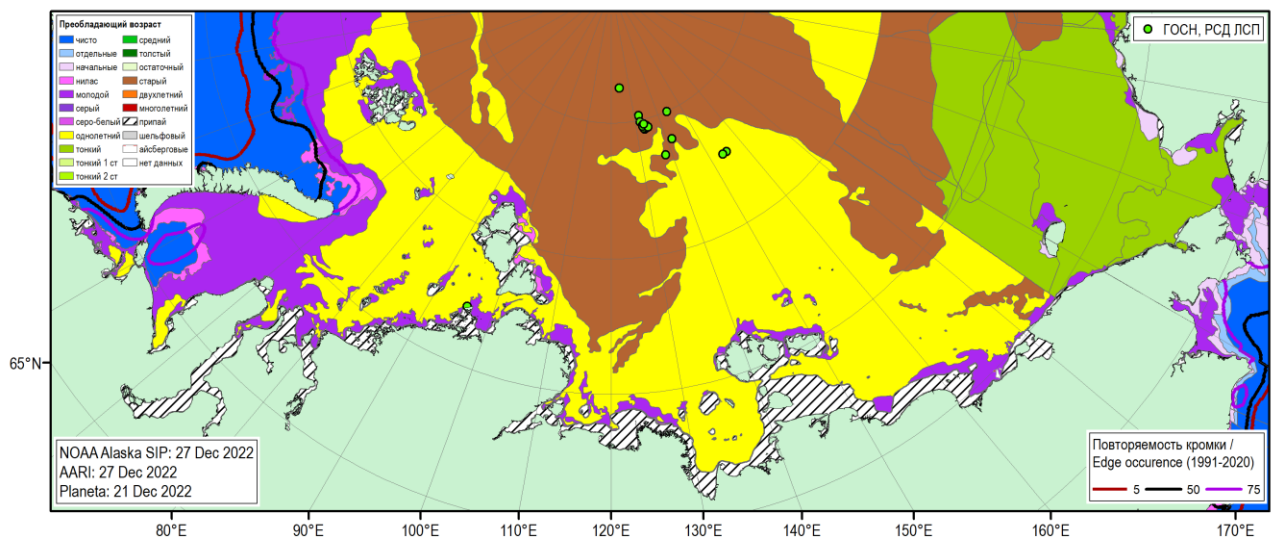 Преобладающий возраст
чисто
средний
отдельные
толстый
начальные
остаточный
нилас
старый
молодой
двухлетний
серый
многолетний
серо-белый
припай
однолетний
шельфовый
тонкий
айсберговые
тонкий 1 ст
нет данных
тонкий 2 ст
ГОСН, РСД ЛСП
65°N
NOAA Alaska SIP: 27 Dec 2022
AARI: 27 Dec 2022
Planeta: 21 Dec 2022
Повторяемость кромки /
Edge occurence (1991-2020)
5 50 75
80°E 90°E 100°E 110°E 120°E 130°E 140°E 150°E 160°E 170°E